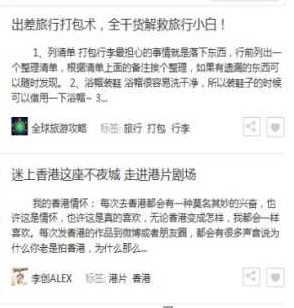 出差旅行打包术，全干货解救旅行小白！
1、列清单 打包行李最担心的事情就是落下东西，行前列出一
个整理清单，根据清单上面的备注挨个整理，如果有遗漏的东西可
以随时发现。 2、浴帽装鞋 浴帽很容易洗干净，所以装鞋子的时候
可以借用一下浴帽~ 3...
全球旅游攻略 标签: 旅行 打包 行李
迷上香港这座不夜城 走进港片剧场
我的香港情怀： 每次去香港都会有一种莫名其妙的兴奋，也
许这是情怀，也许这是真的喜欢，无论香港变成怎样，我都会一样
喜欢。每次发香港的作品到微博或者朋友圈，都会有很多声音说为
什么你老是拍香港，为什么那么...
李创ALEX 标签: 港片 香港